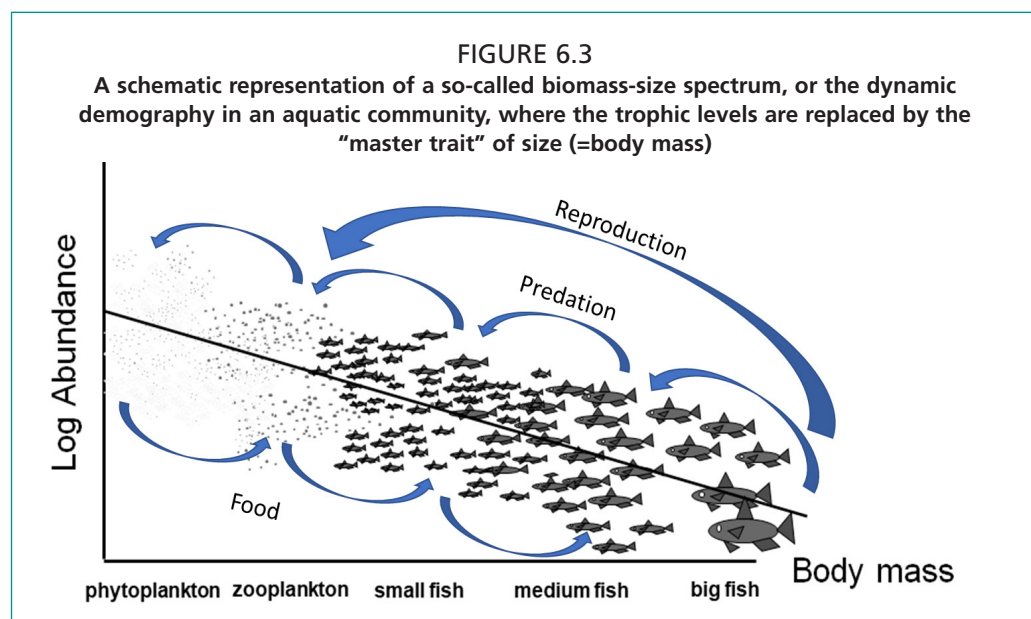 FIGURE 6.3
A schematic representation of a so-called biomass-size spectrum, or the dynamic
demography in an aquatic community, where the trophic levels are replaced by the
“master trait” of size (=body mass)
Reproduction
Predation
Log Abundance
Food
Body mass
phytoplankton zooplankton small fish medium fish big fish